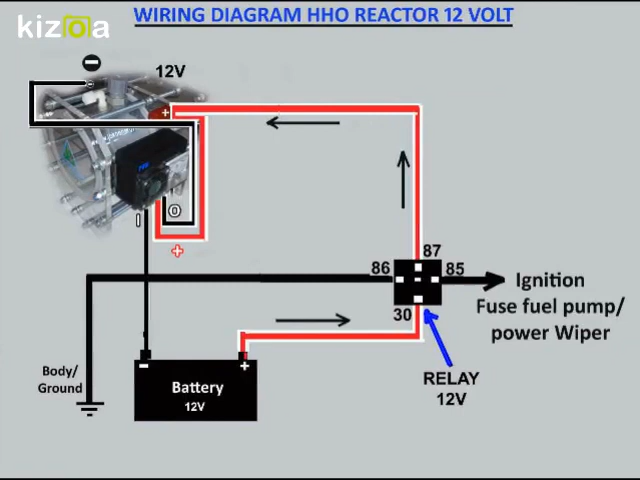 kizoa
WIRING DIAGRAM HHO REACTOR 12 VOLT
12V
+
I
O
+
87
86
85
Ignition
Fuse fuel pump/
power Wiper
30
RELAY
12V
Body/
Ground
- +
Battery
12V